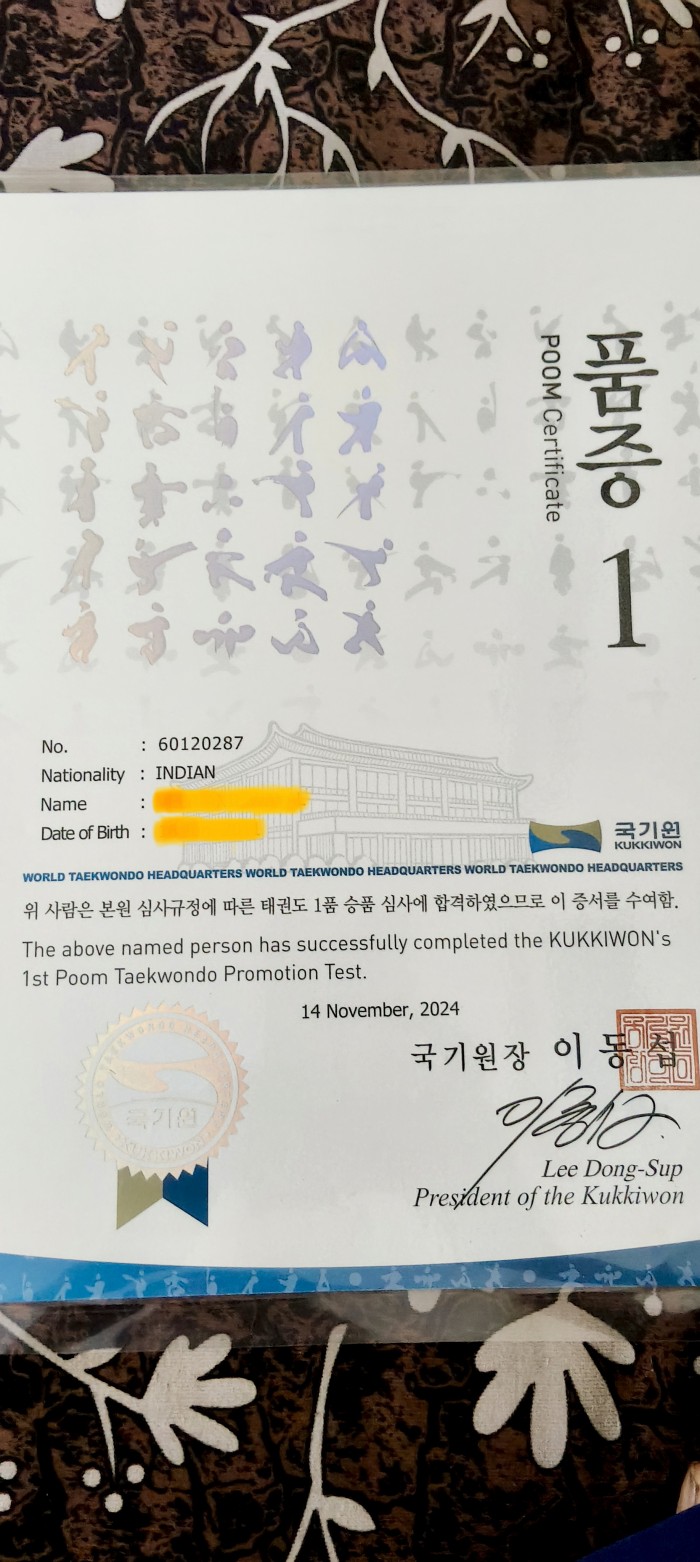 품증 1
POOM Certificate
No. : 60120287
Nationality : INDIAN
Name :
Date of Birth :
국기원
KUKKIWON
WORLD TAEKWONDO HEADQUARTERS WORLD TAEKWONDO HEADQUARTERS WORLD TAEKWONDO HEADQUARTERS
위 사람은 본원 심사규정에 따른 태권도 1품 승품 심사에 합격하였으므로 이 증서를 수여함.
The above named person has successfully completed the KUKKIWON's
1st Poom Taekwondo Promotion Test.
14 November, 2024
국기원장 이 동 섭
Lee Dong-Sup
President of the Kukkiwon
국기원